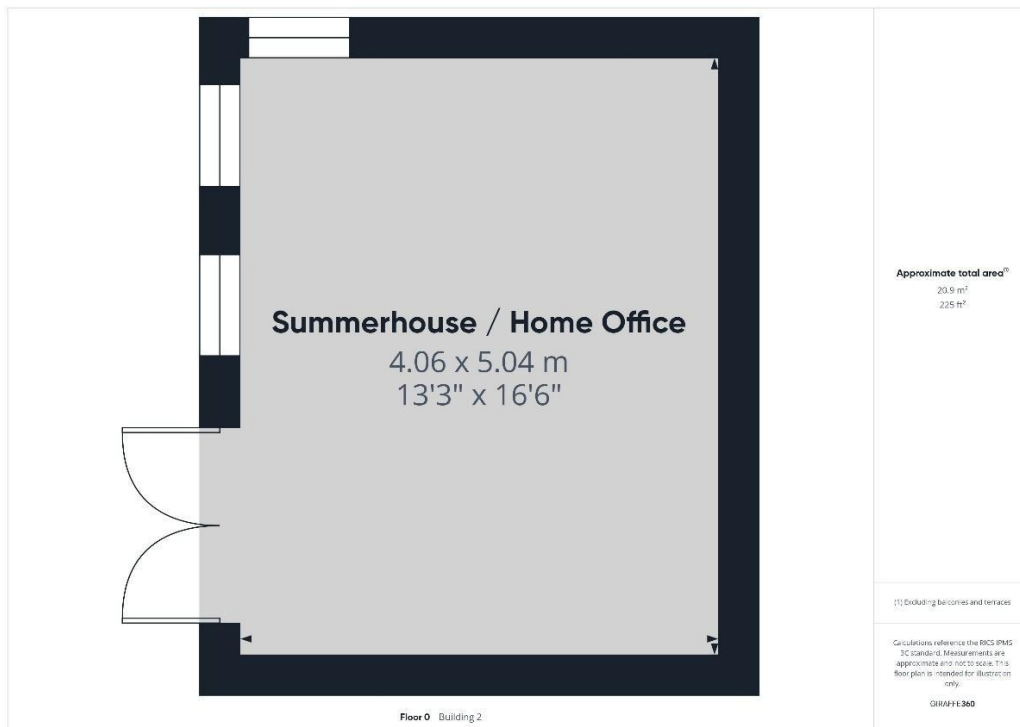 Summerhouse / Home Office
4.06 x 5.04 m
13'3" x 16'6"
Floor 0 Building 2
Approximate total area⁽¹⁾
20.9 m²
225 ft²
(1) Excluding balconies and terraces
Calculations reference the RICS IPMS
3C standard. Measurements are
approximate and not to scale. This
floor plan is intended for illustration
only.
GIRAFFE360